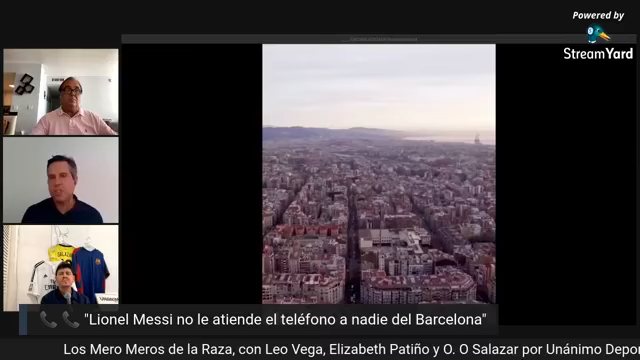 Powered by
StreamYard
"Lionel Messi no le atiende el teléfono a nadie del Barcelona"
Los Mero Meros de la Raza, con Leo Vega, Elizabeth Patiño y O. O Salazar por Unánimo Depo